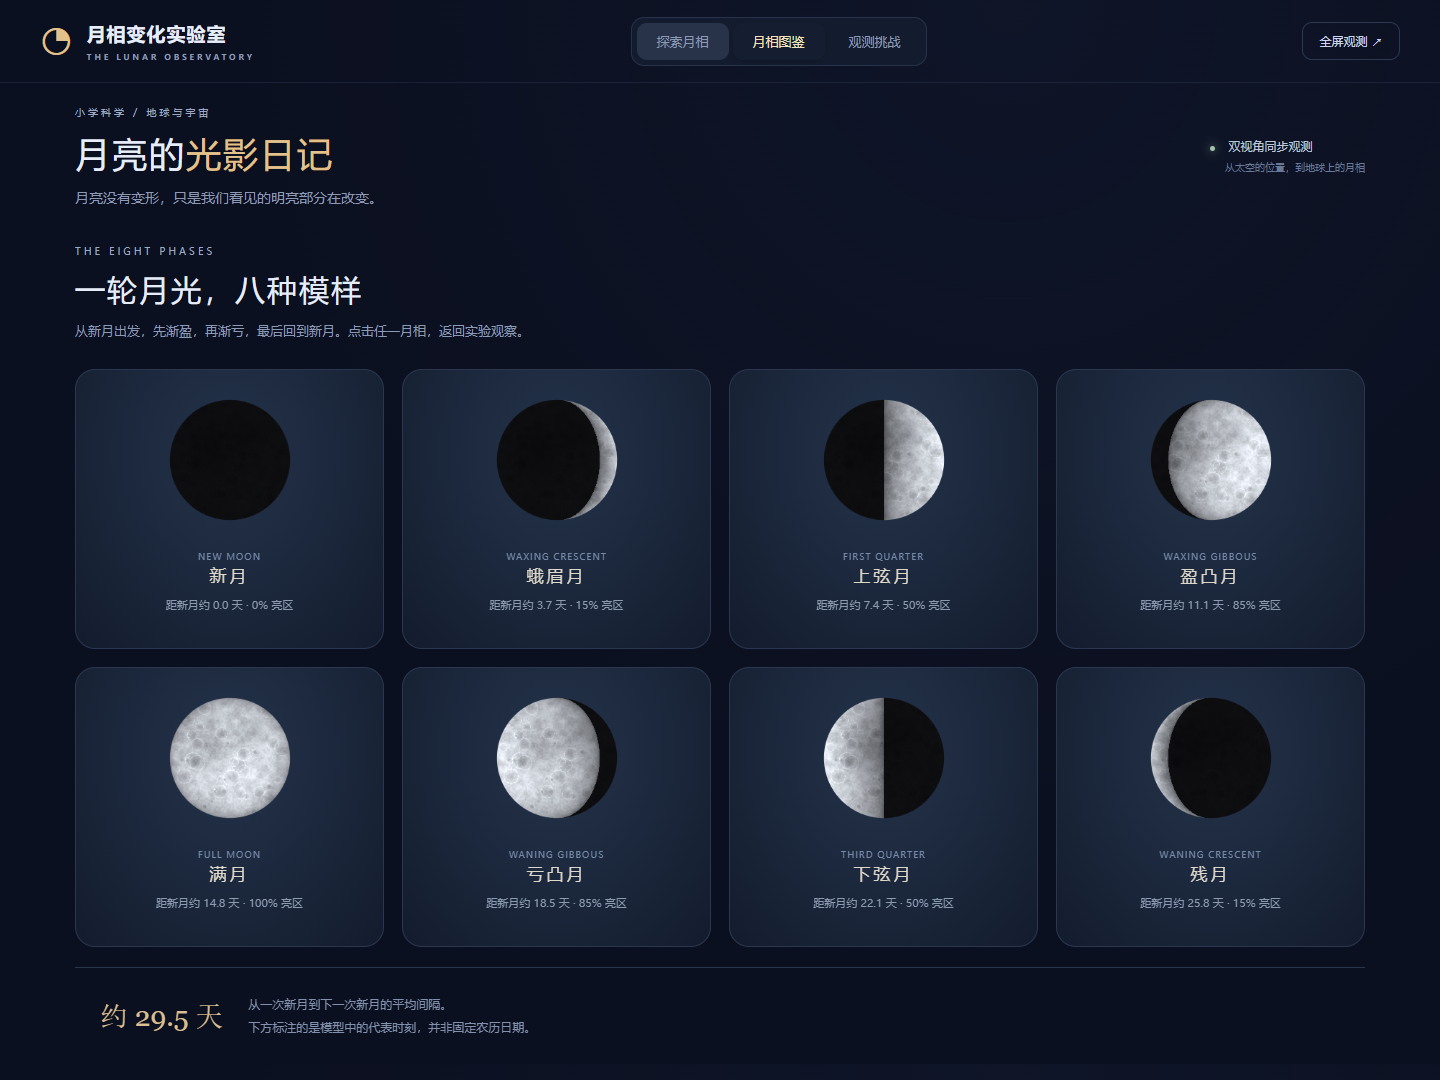 月相变化实验室
THE LUNAR OBSERVATORY
探索月相
月相图鉴
观测挑战
全屏观测 ↗
小学科学 / 地球与宇宙
月亮的光影日记
月亮没有变形，只是我们看见的明亮部分在改变。
双视角同步观测
从太空的位置，到地球上的月相
THE EIGHT PHASES
一轮月光，八种模样
从新月出发，先渐盈，再渐亏，最后回到新月。点击任一月相，返回实验观察。
NEW MOON
新月
距新月约 0.0 天 · 0% 亮区
WAXING CRESCENT
蛾眉月
距新月约 3.7 天 · 15% 亮区
FIRST QUARTER
上弦月
距新月约 7.4 天 · 50% 亮区
WAXING GIBBOUS
盈凸月
距新月约 11.1 天 · 85% 亮区
FULL MOON
满月
距新月约 14.8 天 · 100% 亮区
WANING GIBBOUS
亏凸月
距新月约 18.5 天 · 85% 亮区
THIRD QUARTER
下弦月
距新月约 22.1 天 · 50% 亮区
WANING CRESCENT
残月
距新月约 25.8 天 · 15% 亮区
约 29.5 天
从一次新月到下一次新月的平均间隔。
下方标注的是模型中的代表时刻，并非固定农历日期。